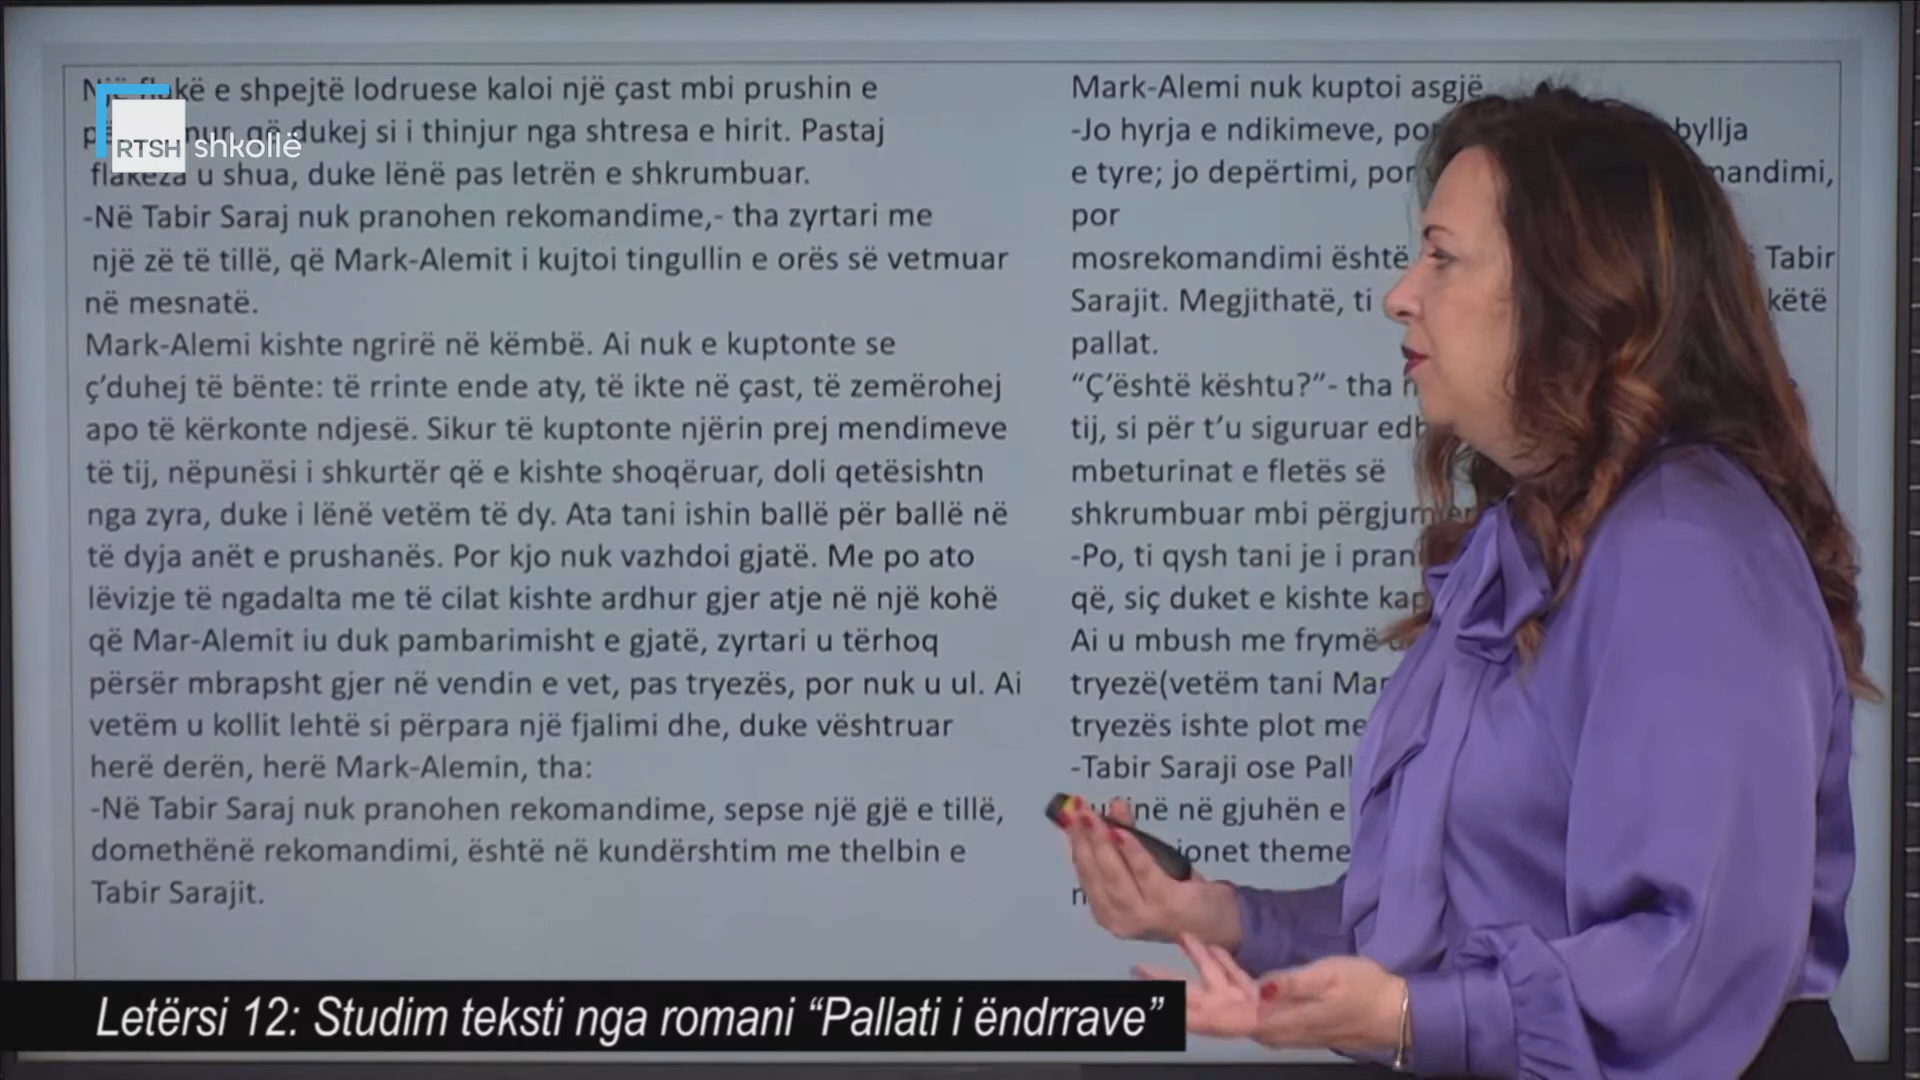 Një flakë e shpejtë lodruese kaloi një çast mbi prushin e
dukej si i thinjur nga shtresa e hirit. Pastaj
flakëza u shua, duke lënë pas letrën e shkrumbuar.
-Në Tabir Saraj nuk pranohen rekomandime,- tha zyrtari me
një zë të tillë, që Mark-Alemit i kujtoi tingullin e orës së vetmuar
në mesnatë.
Mark-Alemi kishte ngrirë në këmbë. Ai nuk e kuptonte se
ç’duhej të bënte: të rrinte ende aty, të ikte në çast, të zemërohej
apo të kërkonte ndjesë. Sikur të kuptonte njërin prej mendimeve
të tij, nëpunësi i shkurtër që e kishte shoqëruar, doli qetësishtn
nga zyra, duke i lënë vetëm të dy. Ata tani ishin ballë për ballë në
të dyja anët e prushanës. Por kjo nuk vazhdoi gjatë. Me po ato
lëvizje të ngadalta me të cilat kishte ardhur gjer atje në një kohë
që Mar-Alemit iu duk pambarimisht e gjatë, zyrtari u tërhoq
përsër mbrapsht gjer në vendin e vet, pas tryezës, por nuk u ul. Ai
vetëm u kollit lehtë si përpara një fjalimi dhe, duke vështruar
herë derën, herë Mark-Alemin, tha:
-Në Tabir Saraj nuk pranohen rekomandime, sepse një gjë e tillë,
domethënë rekomandimi, është në kundërshtim me thelbin e
Tabir Sarajit.
Mark-Alemi nuk kuptoi asgjë
-Jo hyrja e ndikimeve, por
e tyre; jo depërtimi, por
por
mosrekomandimi është Tabir
Sarajit. Megjithatë, ti këtë
pallat.
“Ç’është kështu?”- tha
tij, si për t’u siguruar
mbeturinat e fletës së
shkrumbuar mbi
-Po, ti qysh tani je i
që, siç duket e kishte
Ai u mbush me frymë
tryezë(vetëm tani
tryezës ishte plot me
-Tabir Saraji ose
në gjuhën e
RTSH shkollë
Letërsi 12: Studim teksti nga romani “Pallati i ëndrrave”